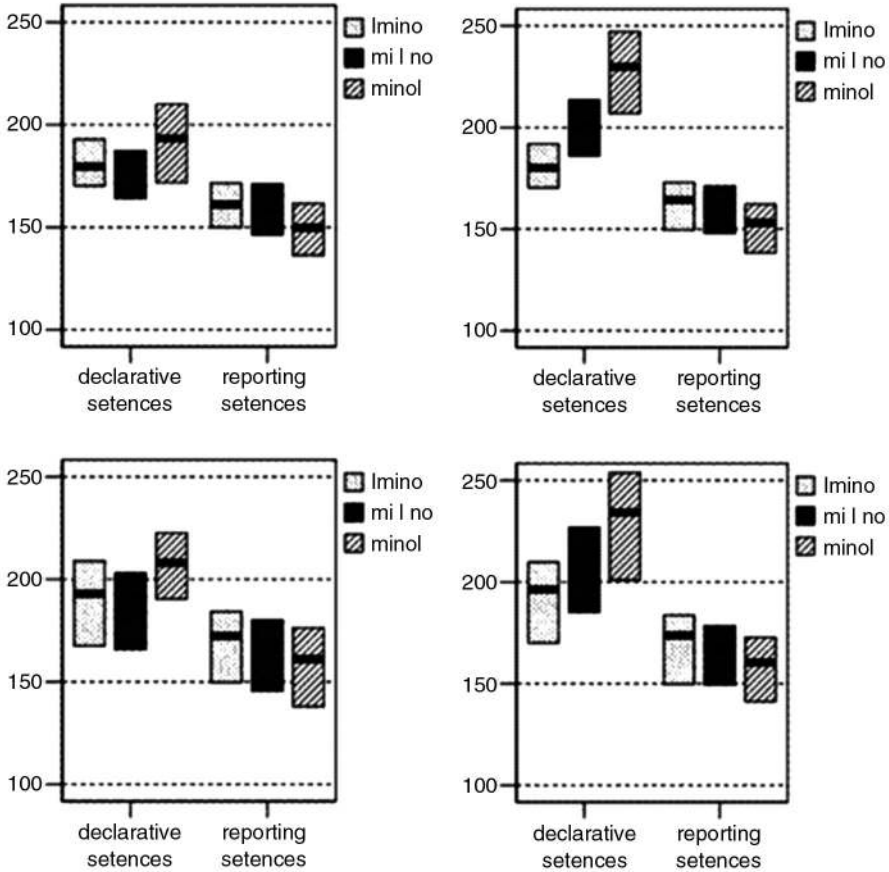 250
200
150
100
lmino
mi l no
minol
declarative
setences
reporting
setences
250
200
150
100
lmino
mi l no
minol
declarative
setences
reporting
setences
250
200
150
100
lmino
mi l no
minol
declarative
setences
reporting
setences
250
200
150
100
lmino
mi l no
minol
declarative
setences
reporting
setences